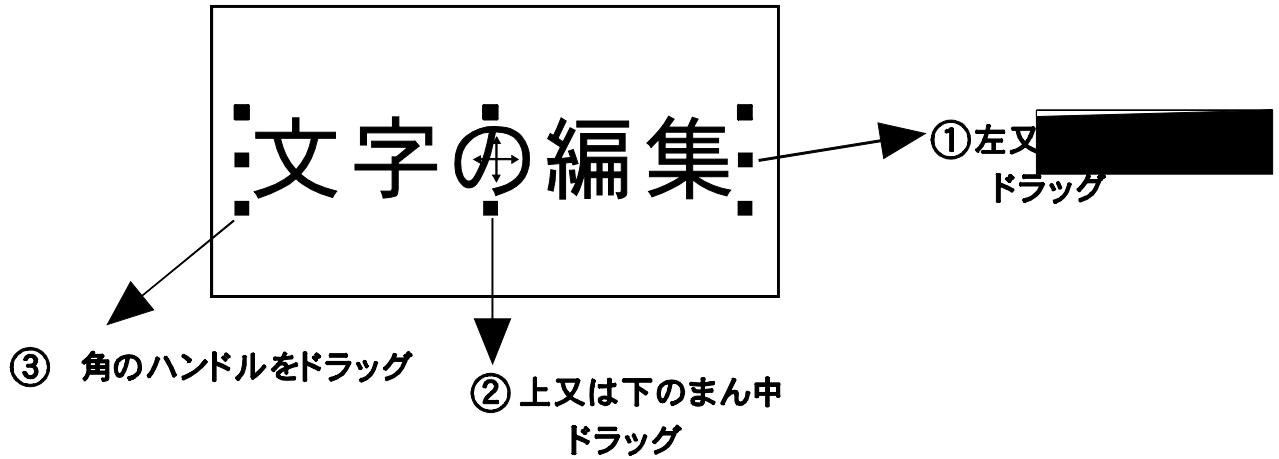 文字の編集
①左又
ドラッグ
③ 角のハンドルをドラッグ
②上又は下のまん中
ドラッグ